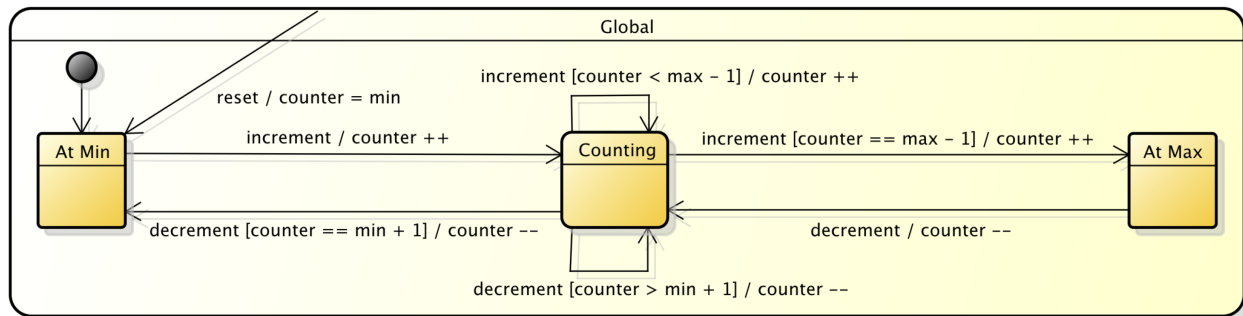 Global
increment [counter < max – 1] / counter ++
reset / counter = min
increment / counter ++
increment [counter == max – 1] / counter ++
At Min
Counting
At Max
decrement [counter == min + 1] / counter --
decrement / counter --
decrement [counter > min + 1] / counter --